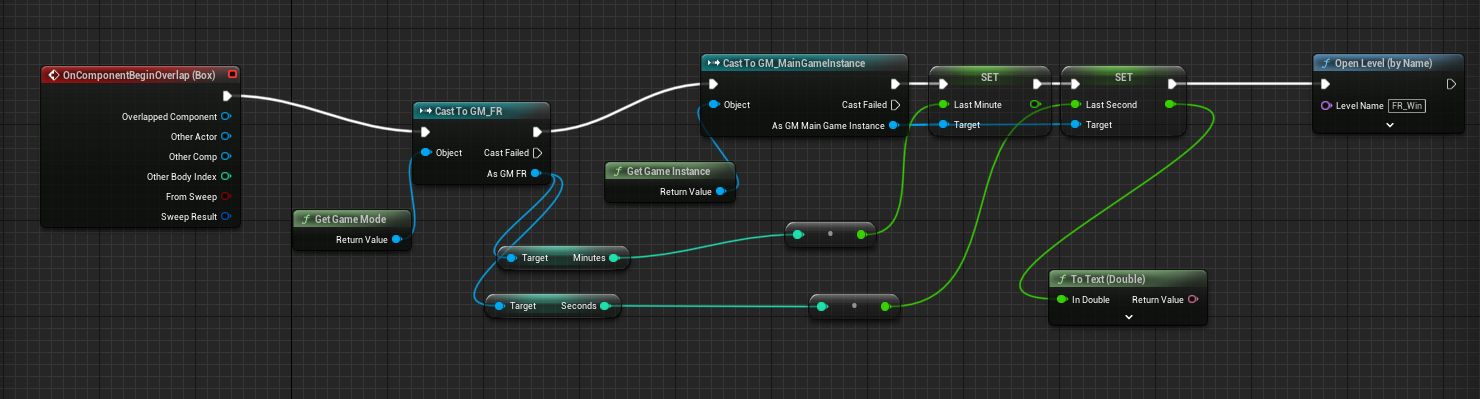 OnComponentBeginOverlap (Box)
Overlapped Component
Other Actor
Other Comp
Other Body Index
From Sweep
Sweep Result
f Get Game Mode
Return Value
Cast To GM_FR
Object
Cast Failed
As GM FR
Target
Minutes
Target
Seconds
f Get Game Instance
Return Value
Cast To GM_MainGameInstance
Object
Cast Failed
As GM Main Game Instance
SET
Last Minute
Target
SET
Last Second
Target
f To Text (Double)
In Double
Return Value
f Open Level (by Name)
Level Name FR_Win